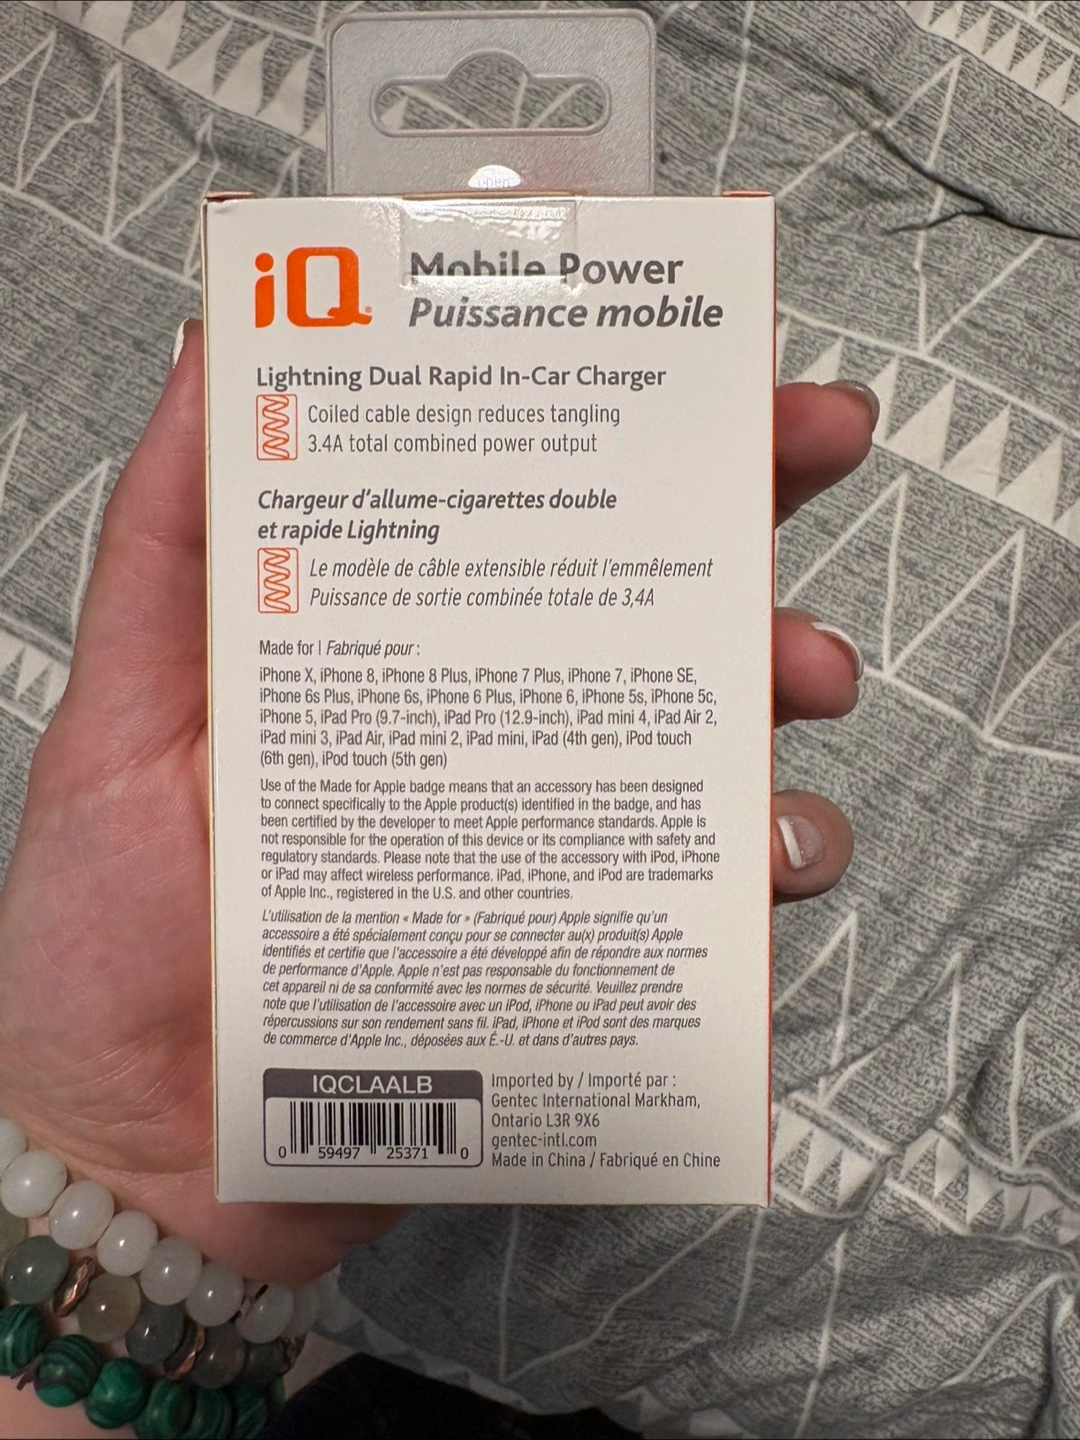 open
iQ
Mobile Power
Puissance mobile
Lightning Dual Rapid In-Car Charger
Coiled cable design reduces tangling
3.4A total combined power output
Chargeur d'allume-cigarettes double
et rapide Lightning
Le modèle de câble extensible réduit l'emmêlement
Puissance de sortie combinée totale de 3,4A
Made for | Fabriqué pour :
iPhone X, iPhone 8, iPhone 8 Plus, iPhone 7 Plus, iPhone 7, iPhone SE,
iPhone 6s Plus, iPhone 6s, iPhone 6 Plus, iPhone 6, iPhone 5s, iPhone 5c,
iPhone 5, iPad Pro (9.7-inch), iPad Pro (12.9-inch), iPad mini 4, iPad Air 2,
iPad mini 3, iPad Air, iPad mini 2, iPad mini, iPad (4th gen), iPod touch
(6th gen), iPod touch (5th gen)
Use of the Made for Apple badge means that an accessory has been designed
to connect specifically to the Apple product(s) identified in the badge, and has
been certified by the developer to meet Apple performance standards. Apple is
not responsible for the operation of this device or its compliance with safety and
regulatory standards. Please note that the use of the accessory with iPod, iPhone
or iPad may affect wireless performance. iPad, iPhone, and iPod are trademarks
of Apple Inc., registered in the U.S. and other countries.
L'utilisation de la mention « Made for » (Fabriqué pour) Apple signifie qu'un
accessoire a été spécialement conçu pour se connecter au(x) produit(s) Apple
identifiés et certifie que l'accessoire a été développé afin de répondre aux normes
de performance d'Apple. Apple n'est pas responsable du fonctionnement de
cet appareil ni de sa conformité avec les normes de sécurité. Veuillez prendre
note que l'utilisation de l'accessoire avec un iPod, iPhone ou iPad peut avoir des
répercussions sur son rendement sans fil. iPad, iPhone et iPod sont des marques
de commerce d'Apple Inc., déposées aux É.-U. et dans d'autres pays.
IQCLAALB
0 59497 25371 0
Imported by / Importé par :
Gentec International Markham,
Ontario L3R 9X6
gentec-intl.com
Made in China / Fabriqué en Chine